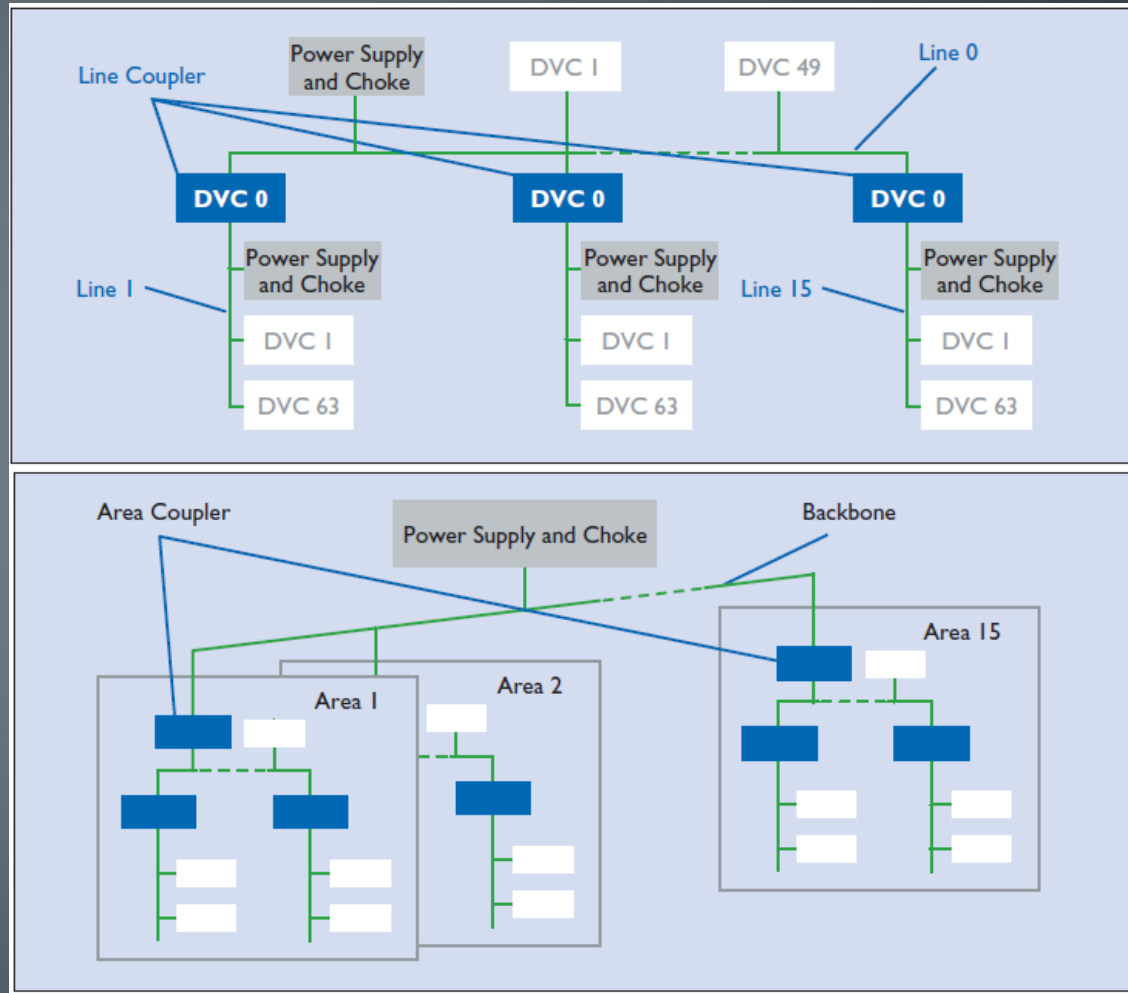 Line Coupler
Power Supply
and Choke
DVC 1
DVC 49
Line 0
DVC 0
DVC 0
DVC 0
Power Supply
and Choke
Power Supply
and Choke
Power Supply
and Choke
Line 1
Line 15
DVC 1
DVC 1
DVC 1
DVC 63
DVC 63
DVC 63
Area Coupler
Power Supply and Choke
Backbone
Area 15
Area 2
Area 1